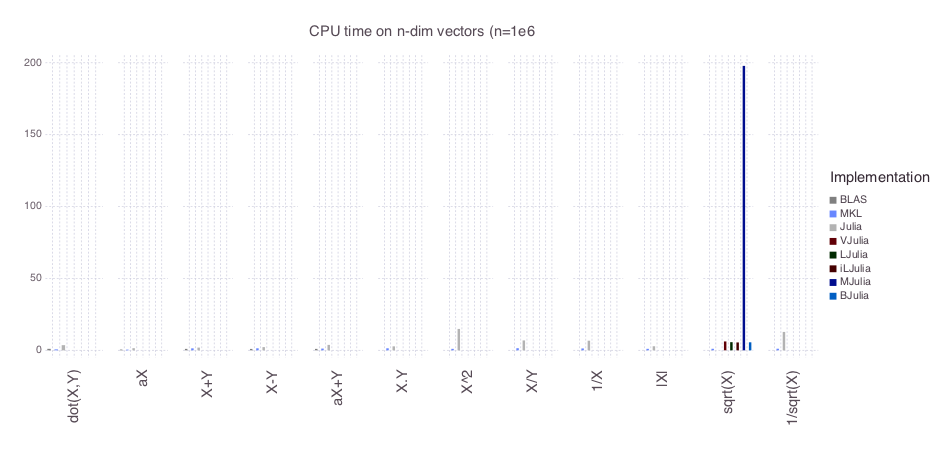 CPU time on n-dim vectors (n=1e6
200
150
100
50
0
dot(X,Y)
aX
X+Y
X-Y
aX+Y
X.Y
X^2
X/Y
1/X
|X|
sqrt(X)
1/sqrt(X)
Implementation
BLAS
MKL
Julia
VJulia
LJulia
iLJulia
MJulia
BJulia